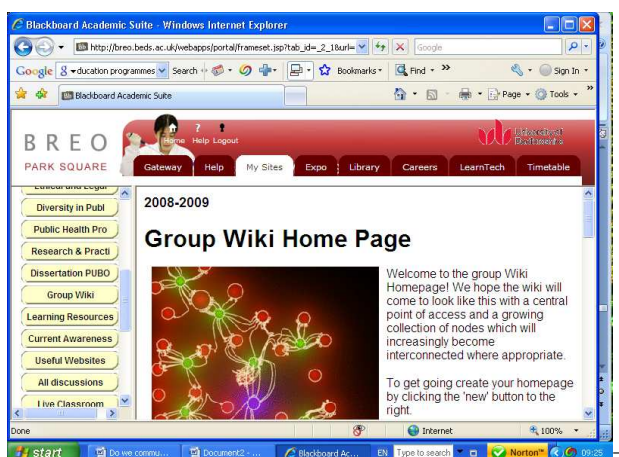 Blackboard Academic Suite - Windows Internet Explorer
http://breo.beds.ac.uk/webapps/portal/frameset.jsp?tab_id=_2_1&url=
Google
Google ducation programmes Search Bookmarks Find Sign In
Blackboard Academic Suite
Page Tools
BREO
PARK SQUARE
Home Help Logout
Gateway Help My Sites Expo Library Careers LearnTech Timetable
Ethical and Legal
Diversity in Publ
Public Health Pro
Research & Practi
Dissertation PUBO
Group Wiki
Learning Resources
Current Awareness
Useful Websites
All discussions
Live Classroom
2008-2009
Group Wiki Home Page
Welcome to the group Wiki
Homepage! We hope the wiki will
come to look like this with a central
point of access and a growing
collection of nodes which will
increasingly become
interconnected where appropriate.
To get going create your homepage
by clicking the 'new' button to the
right.
Done Internet 100%
start Do we commu... Document2 - ... Blackboard Ac... EN Type to search Norton™ 09:25